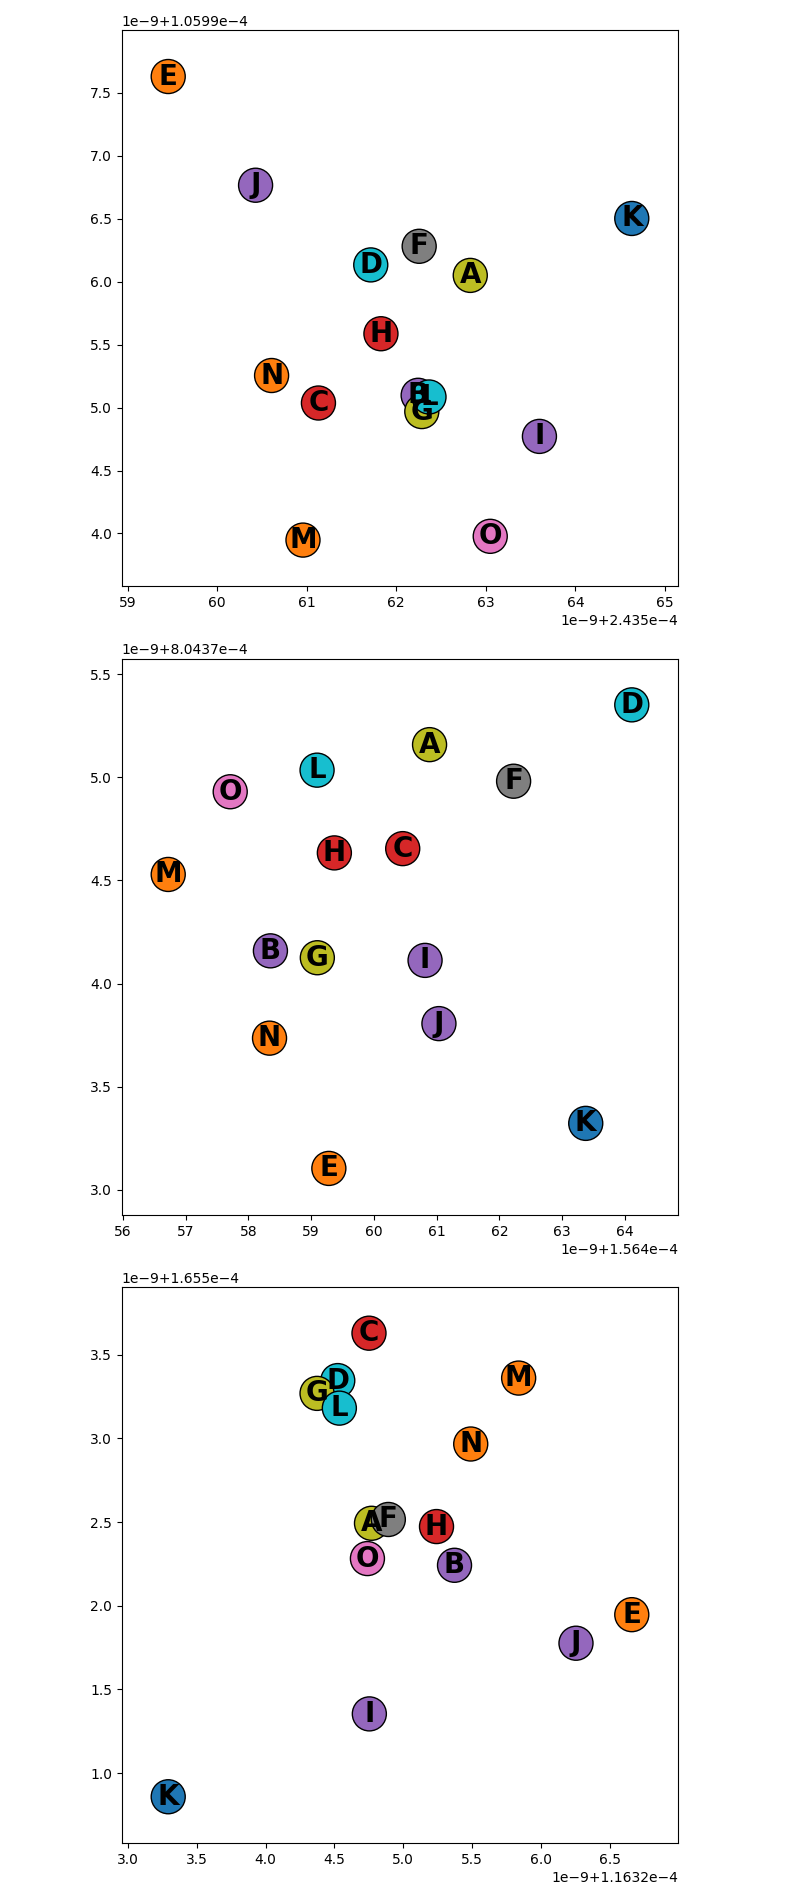 1e−9+1.0599e−4
E
7.5
7.0
J
6.5
K
F
D
A
6.0
H
5.5
N
C
B
L
G
5.0
I
4.5
M
O
4.0
59 60 61 62 63 64 65
1e−9+2.435e−4
1e−9+8.0437e−4
5.5
D
A
L
F
5.0
O
H
C
M
4.5
B
G
I
4.0
J
N
3.5
K
E
3.0
56 57 58 59 60 61 62 63 64
1e−9+1.564e−4
1e−9+1.655e−4
C
3.5
D
M
G
L
N
3.0
A
F
H
2.5
O
B
E
2.0
J
1.5
I
1.0
K
3.0 3.5 4.0 4.5 5.0 5.5 6.0 6.5
1e−9+1.1632e−4